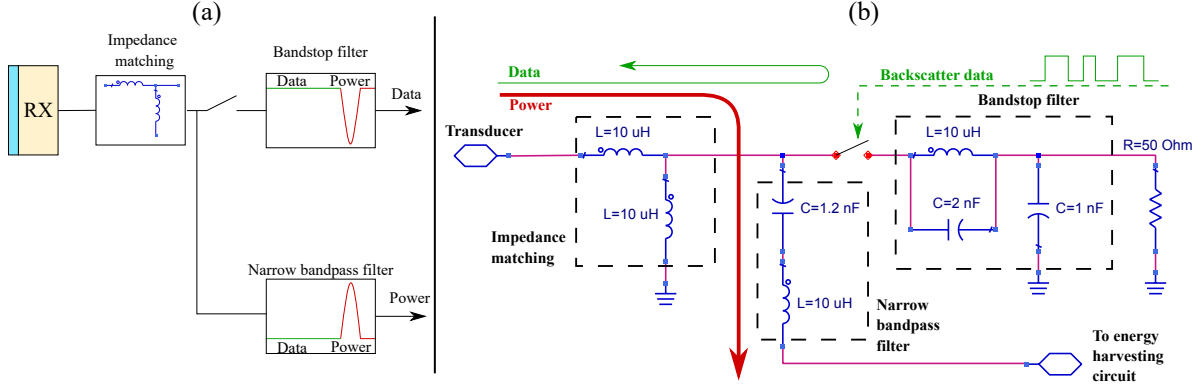 (a)
Impedance
matching
RX
Bandstop filter
Data
Power
Data
Narrow bandpass filter
Data
Power
Power
(b)
Data
Power
Backscatter data
Bandstop filter
Transducer
L=10 uH
L=10 uH
Impedance
matching
C=1.2 nF
L=10 uH
Narrow
bandpass
filter
L=10 uH
C=2 nF
C=1 nF
R=50 Ohm
To energy
harvesting
circuit